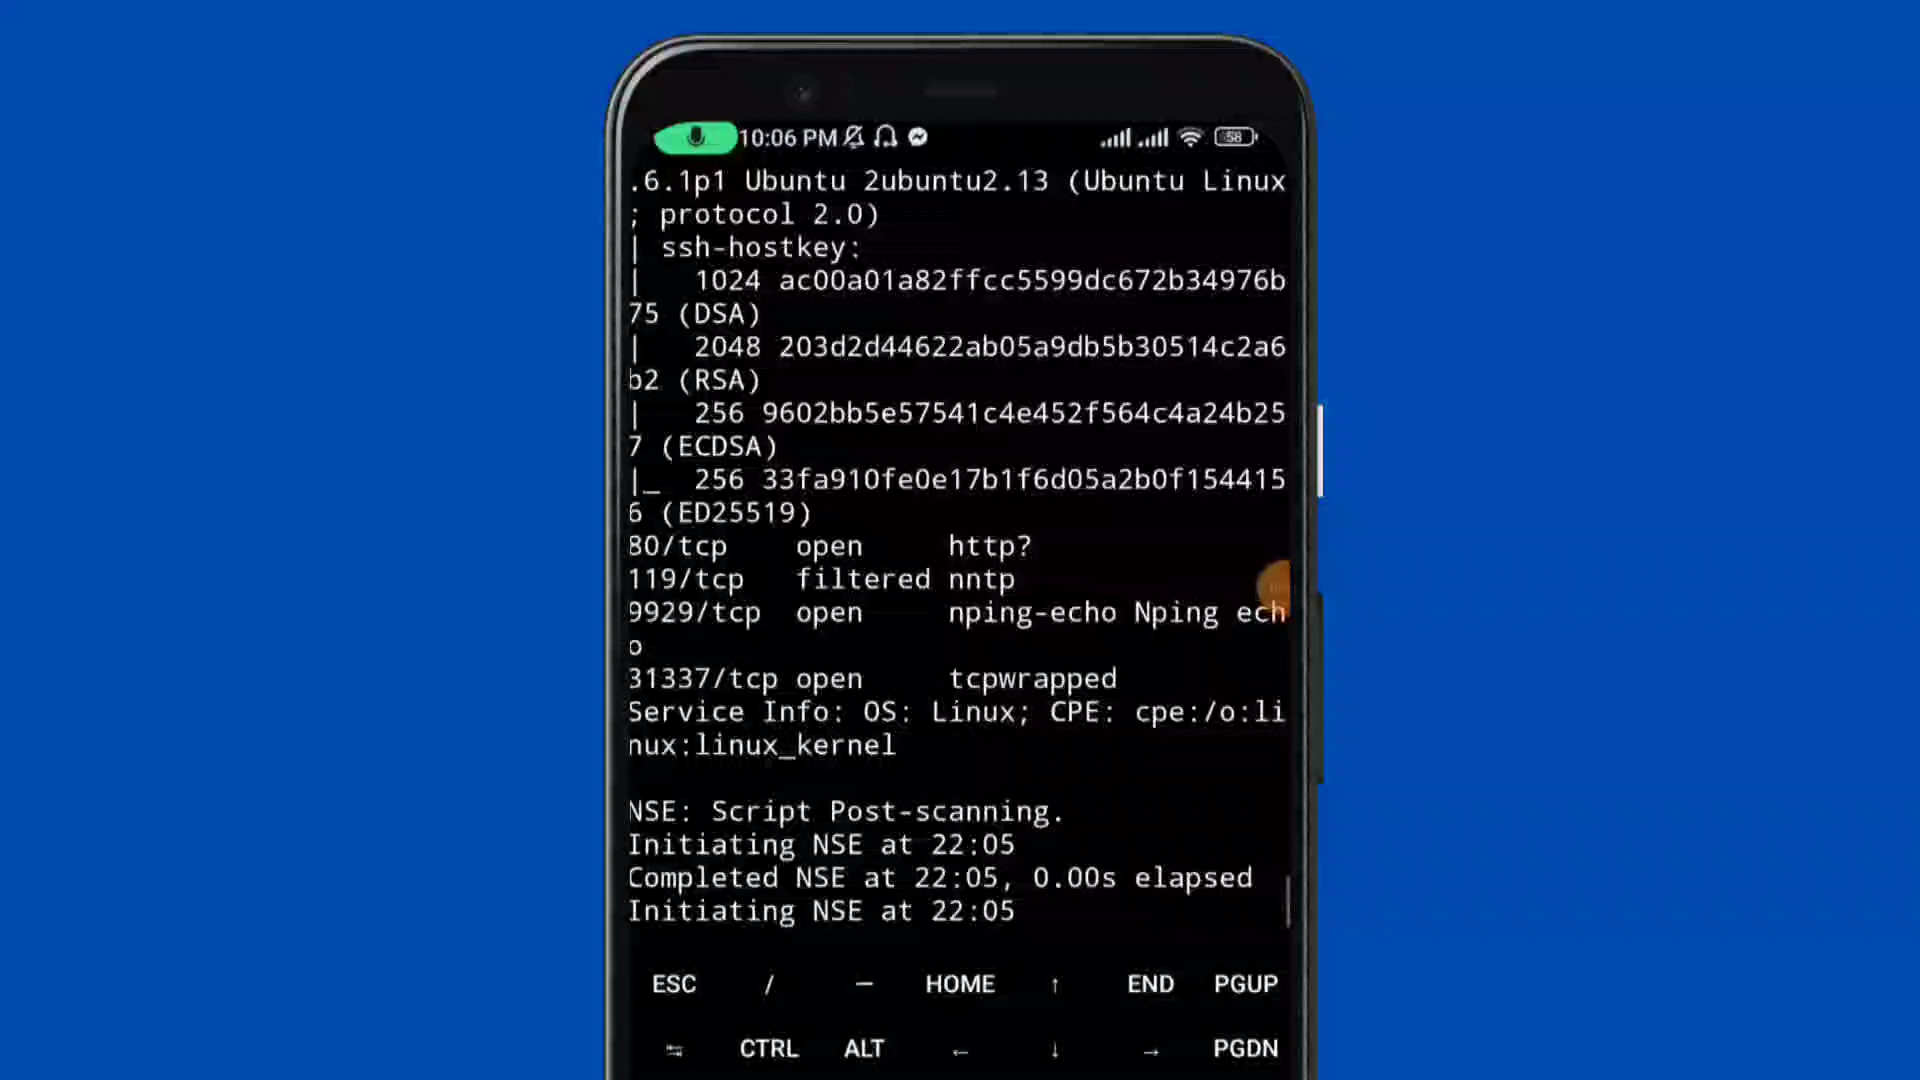 10:06 PM 58
.6.1p1 Ubuntu 2ubuntu2.13 (Ubuntu Linux
; protocol 2.0)
| ssh-hostkey:
|   1024 ac00a01a82ffcc5599dc672b34976b
75 (DSA)
|   2048 203d2d44622ab05a9db5b30514c2a6
b2 (RSA)
|   256 9602bb5e57541c4e452f564c4a24b25
7 (ECDSA)
|_  256 33fa910fe0e17b1f6d05a2b0f154415
6 (ED25519)
80/tcp    open     http?
119/tcp   filtered nntp
9929/tcp  open     nping-echo Nping ech
o
31337/tcp open     tcpwrapped
Service Info: OS: Linux; CPE: cpe:/o:li
nux:linux_kernel
NSE: Script Post-scanning.
Initiating NSE at 22:05
Completed NSE at 22:05, 0.00s elapsed
Initiating NSE at 22:05
ESC / — HOME ↑ END PGUP
↹ CTRL ALT ← ↓ → PGDN